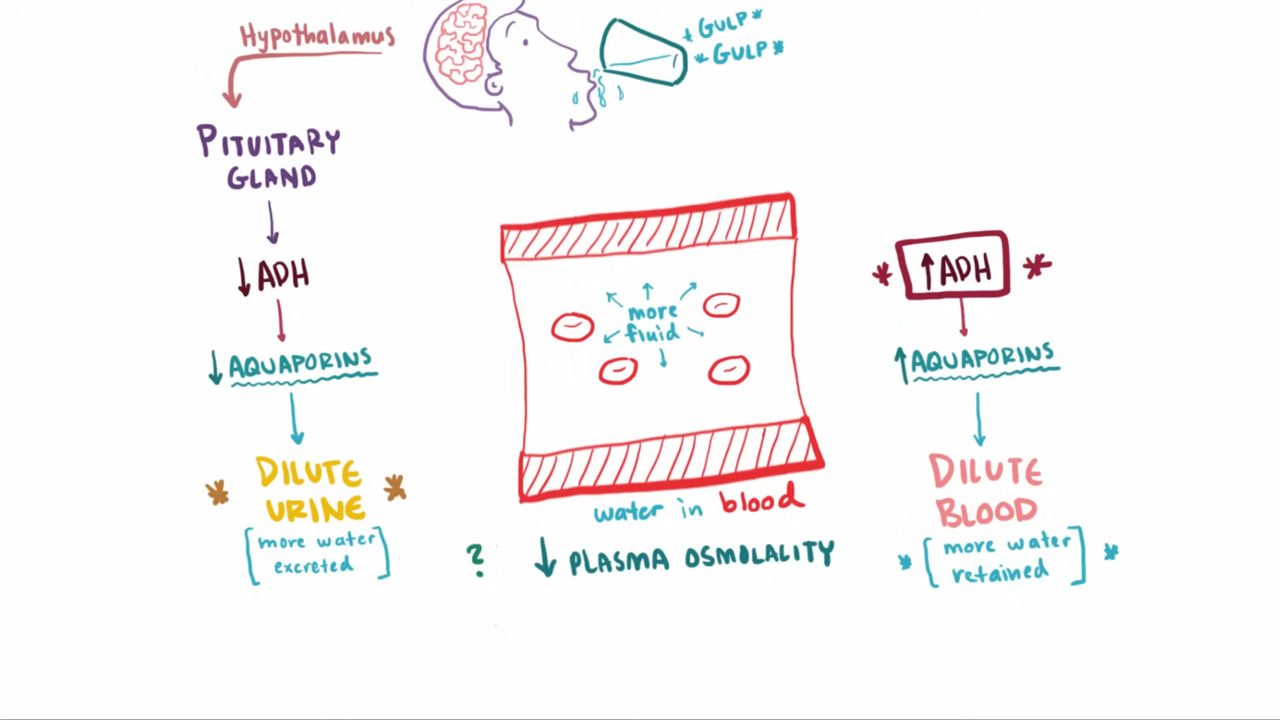 Hypothalamus
PITUITARY
GLAND
↓ ADH
↓ AQUAPORINS
* DILUTE
URINE *
[more water
excreted]
*GULP*
*GULP*
more
fluid
water in blood
? ↓ PLASMA OSMOLALITY
* ↑ ADH *
↑ AQUAPORINS
DILUTE
BLOOD
* [more water
retained] *